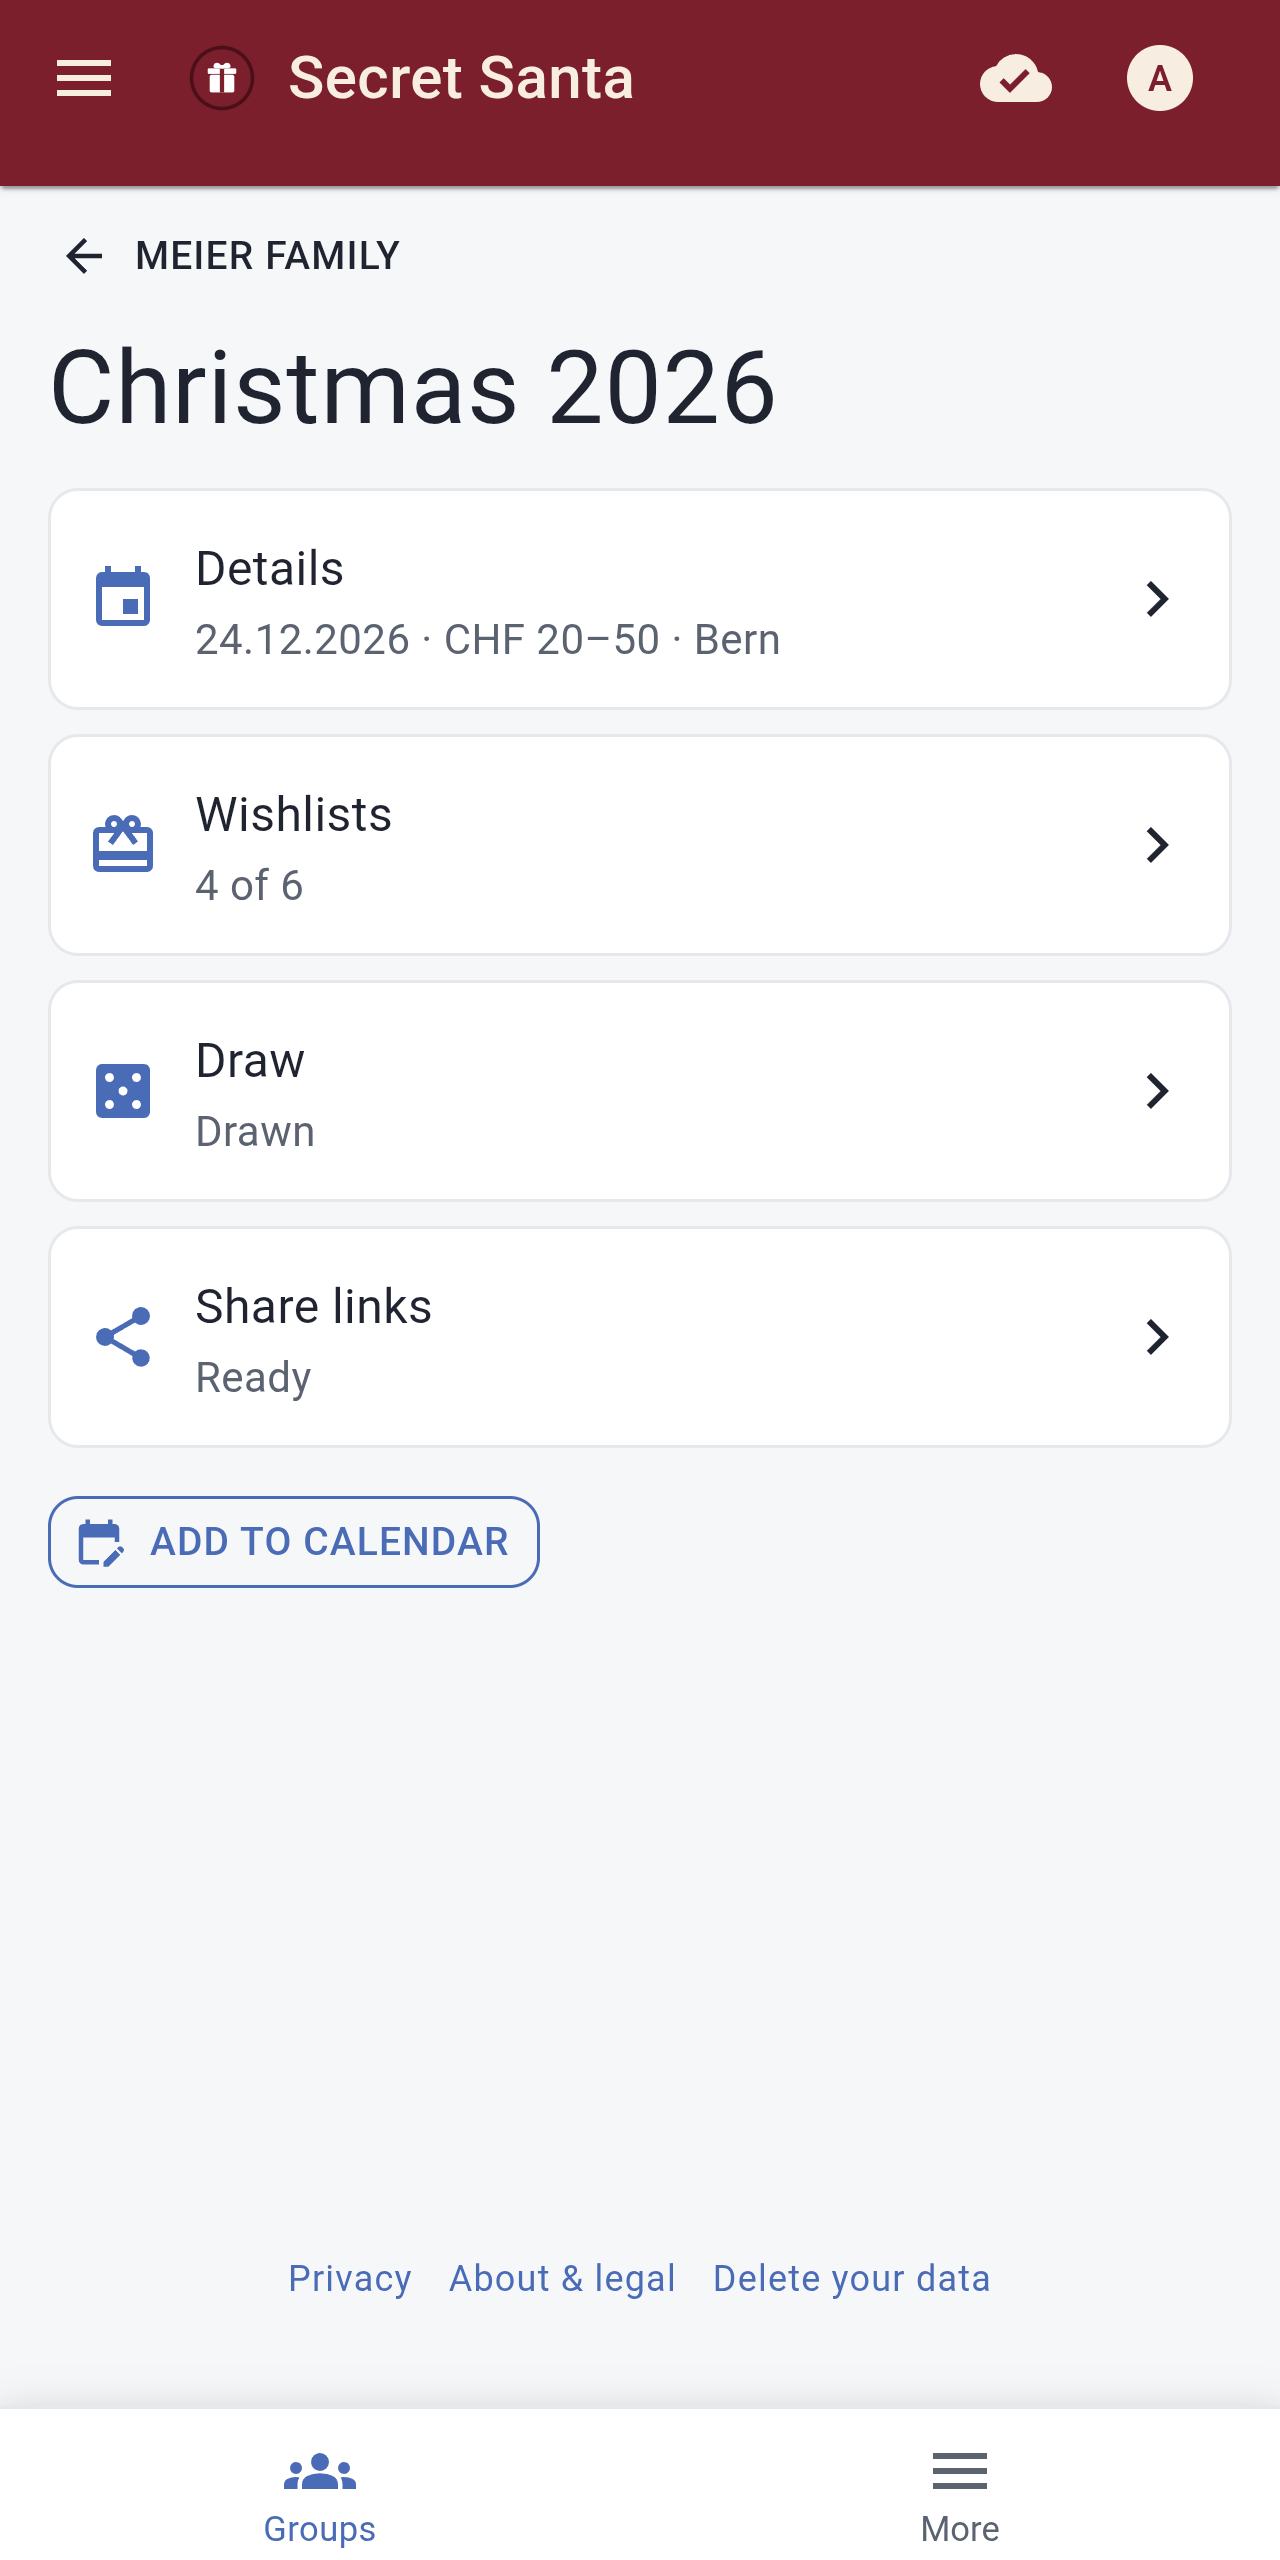 Secret Santa
A
MEIER FAMILY
Christmas 2026
Details
24.12.2026 · CHF 20–50 · Bern
Wishlists
4 of 6
Draw
Drawn
Share links
Ready
ADD TO CALENDAR
Privacy About & legal Delete your data
Groups More